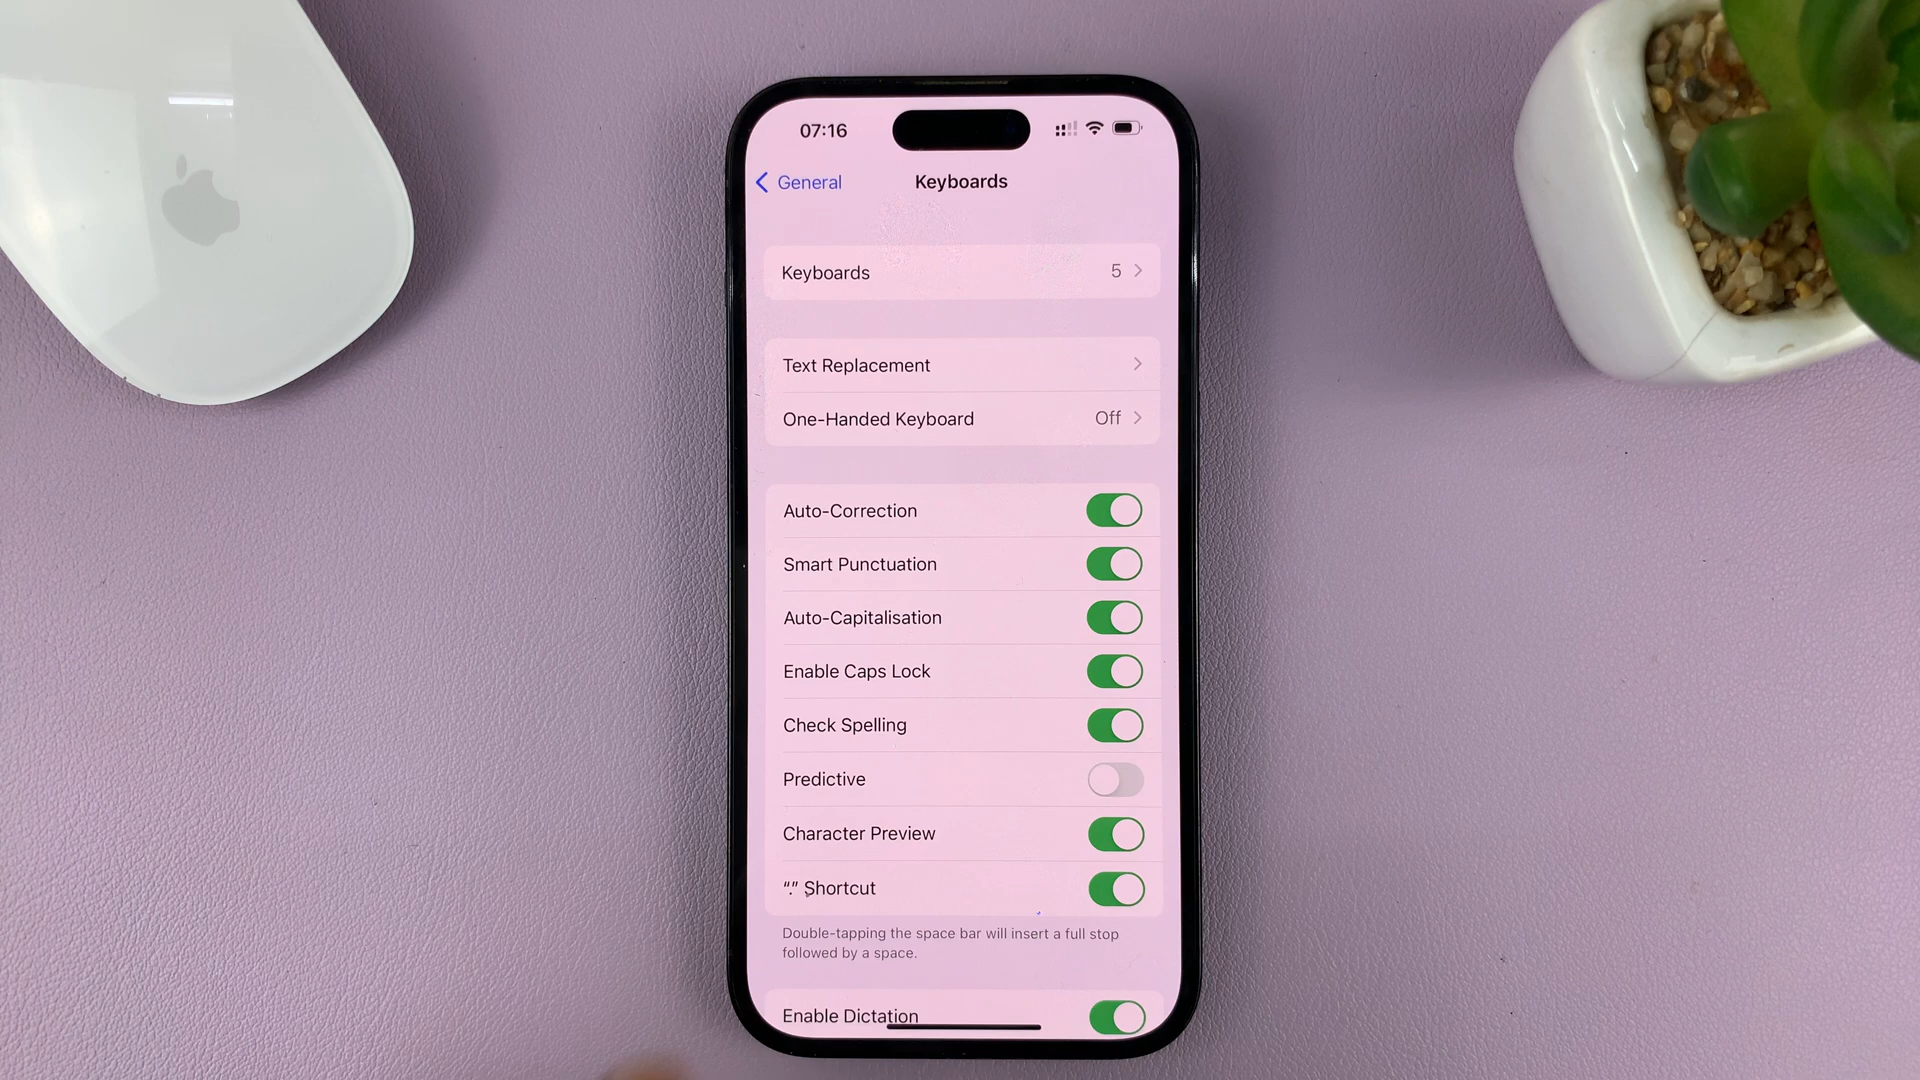 07:16
General
Keyboards
Keyboards 5
Text Replacement
One-Handed Keyboard Off
Auto-Correction
Smart Punctuation
Auto-Capitalisation
Enable Caps Lock
Check Spelling
Predictive
Character Preview
“.” Shortcut
Double-tapping the space bar will insert a full stop
followed by a space.
Enable Dictation